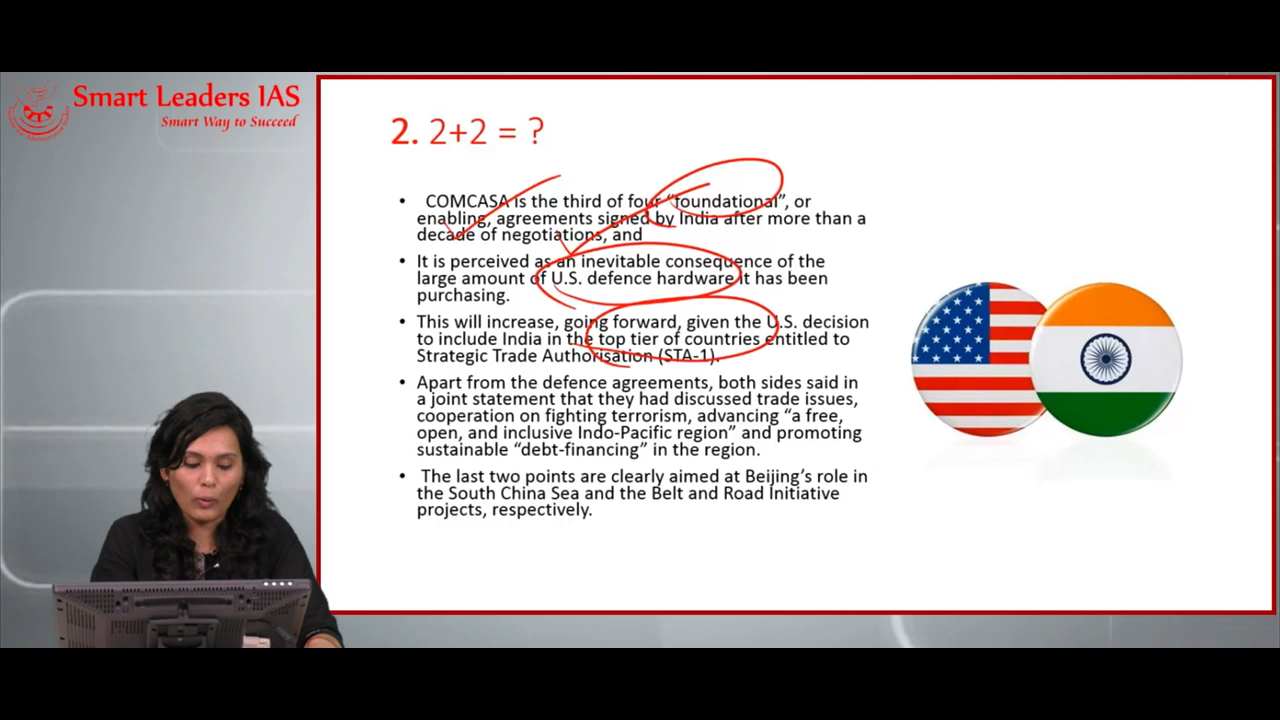 Smart Leaders IAS
Smart Way to Succeed
2. 2+2 = ?
• COMCASA is the third of four “foundational”, or
enabling, agreements signed by India after more than a
decade of negotiations, and
• It is perceived as an inevitable consequence of the
large amount of U.S. defence hardware it has been
purchasing.
• This will increase, going forward, given the U.S. decision
to include India in the top tier of countries entitled to
Strategic Trade Authorisation (STA-1).
• Apart from the defence agreements, both sides said in
a joint statement that they had discussed trade issues,
cooperation on fighting terrorism, advancing “a free,
open, and inclusive Indo-Pacific region” and promoting
sustainable “debt-financing” in the region.
• The last two points are clearly aimed at Beijing’s role in
the South China Sea and the Belt and Road Initiative
projects, respectively.